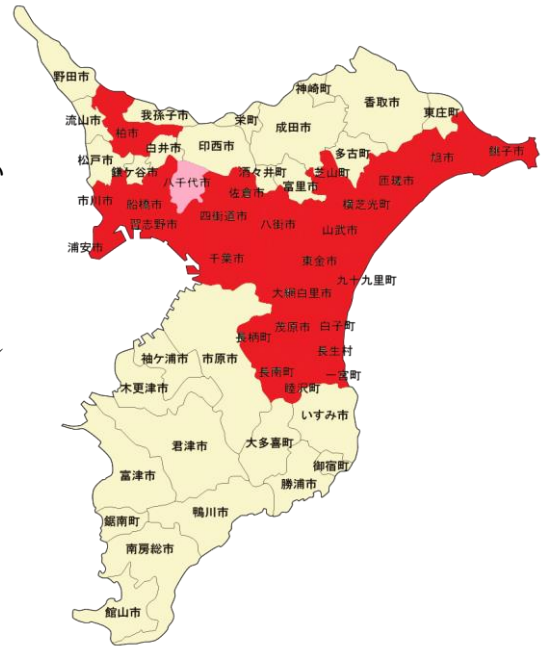 野田市
神崎町
香取市
流山市
我孫子市
栄町
成田市
東庄町
柏市
白井市
印西市
多古町
旭市
銚子市
松戸市
鎌ケ谷市
八千代市
酒々井町
富里市
芝山町
匝瑳市
市川市
船橋市
佐倉市
横芝光町
習志野市
四街道市
八街市
山武市
浦安市
千葉市
東金市
九十九里町
大網白里市
茂原市
白子町
長柄町
袖ケ浦市
市原市
長生村
長南町
一宮町
木更津市
睦沢町
いすみ市
君津市
大多喜町
富津市
御宿町
勝浦市
鋸南町
鴨川市
南房総市
館山市